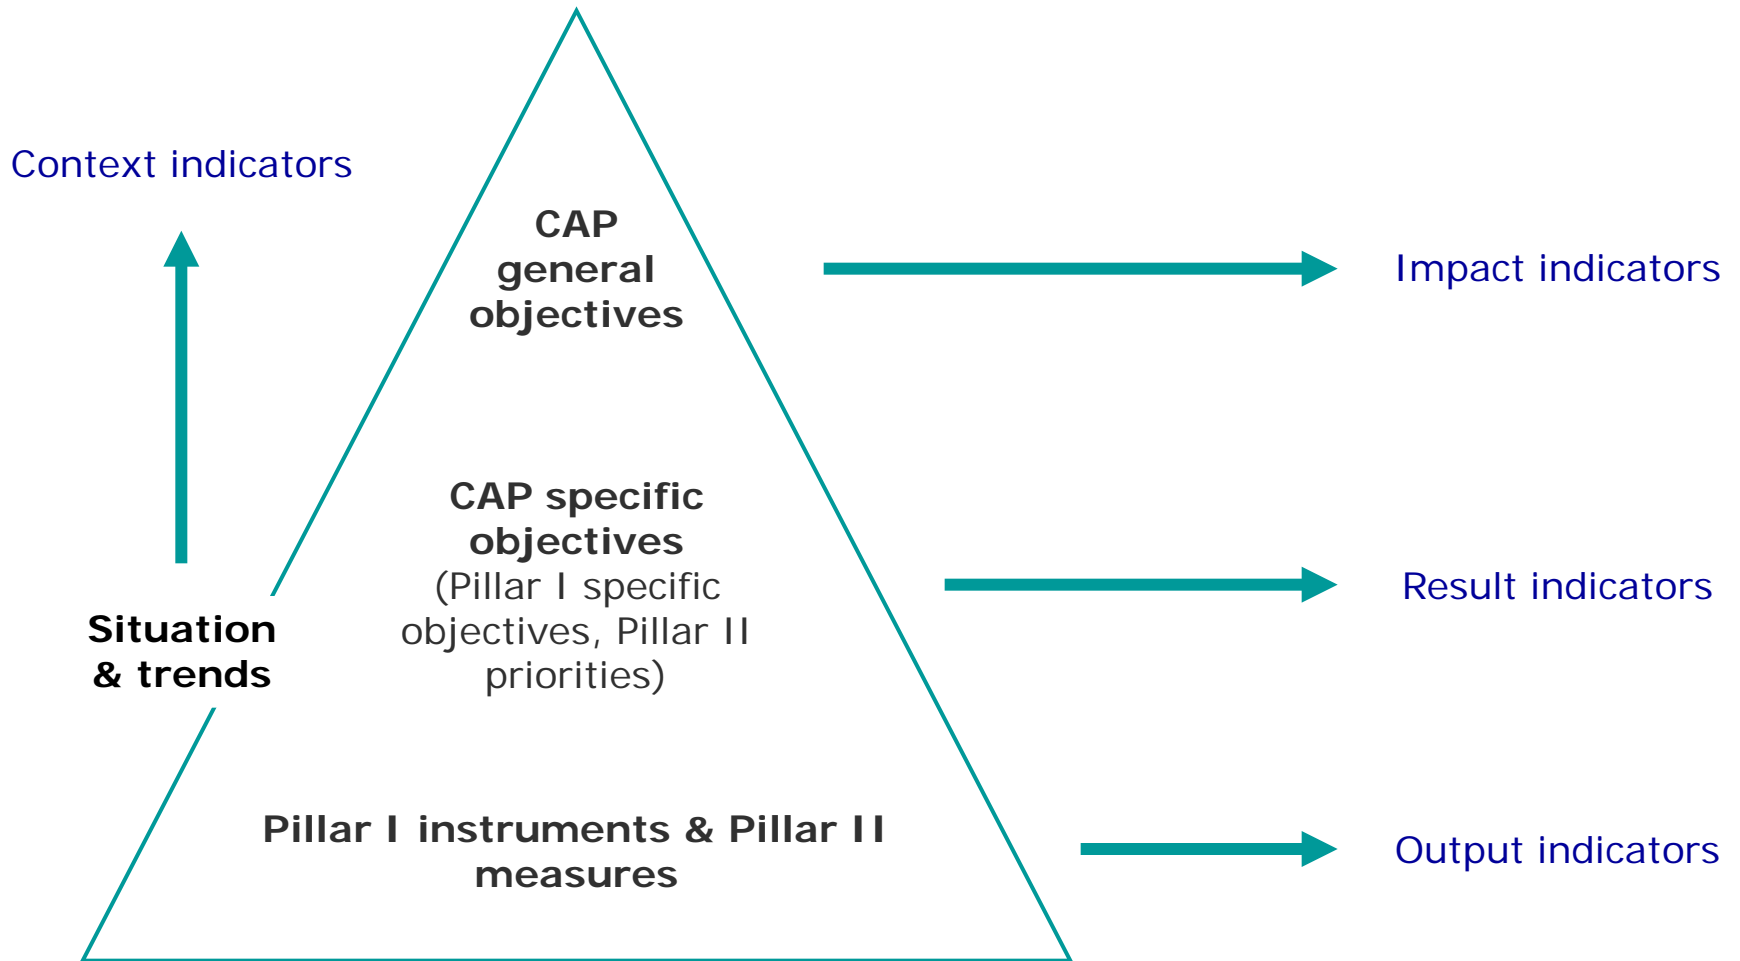 Context indicators
CAP
general
objectives
Impact indicators
CAP specific
objectives
(Pillar I specific
objectives, Pillar II
priorities)
Result indicators
Situation
& trends
Pillar I instruments & Pillar II
measures
Output indicators